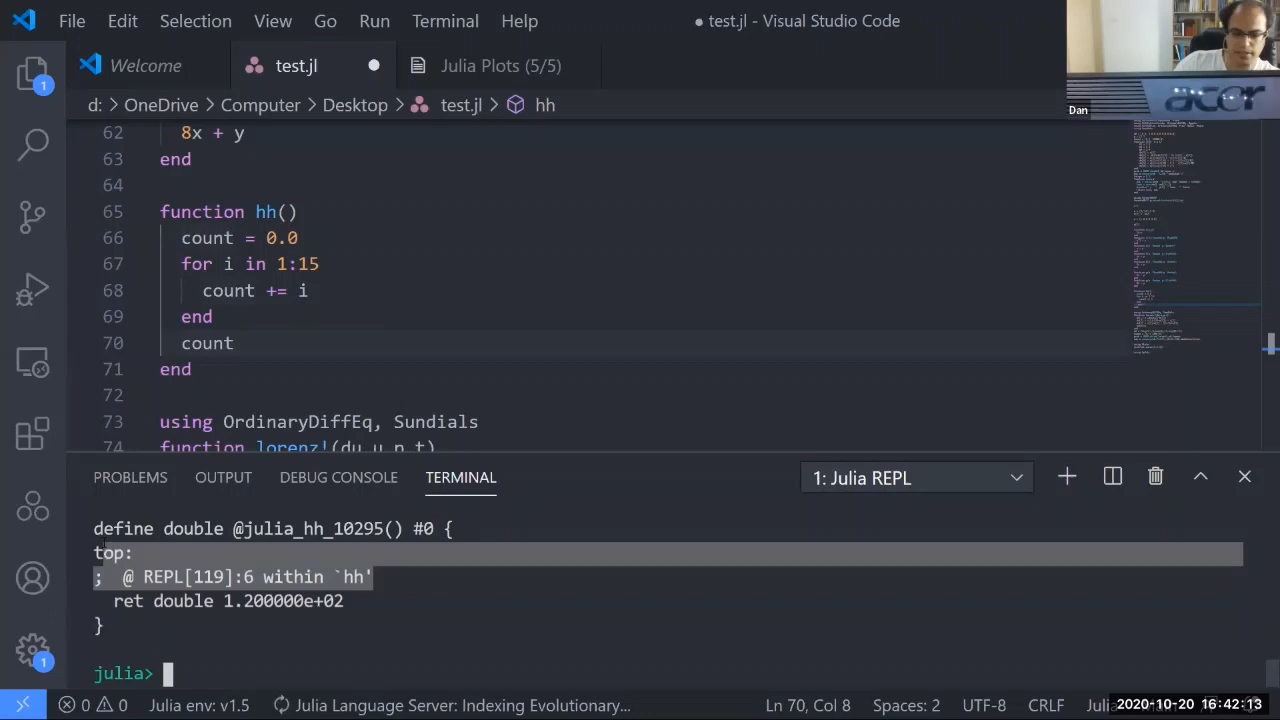 File Edit Selection View Go Run Terminal Help
● test.jl - Visual Studio Code
Welcome
test.jl
Julia Plots (5/5)
d: > OneDrive > Computer > Desktop > test.jl > hh
62 8x + y
63 end
64
65 function hh()
66 count = 0.0
67 for i in 1:15
68 count += i
69 end
70 count
71 end
72
73 using OrdinaryDiffEq, Sundials
74 function lorenz!(du,u,p,t)
PROBLEMS OUTPUT DEBUG CONSOLE TERMINAL
1: Julia REPL
define double @julia_hh_10295() #0 {
top:
;  @ REPL[119]:6 within `hh'
ret double 1.200000e+02
}
julia>
0 0 Julia env: v1.5 Julia Language Server: Indexing Evolutionary... Ln 70, Col 8 Spaces: 2 UTF-8 CRLF
2020-10-20 16:42:13
1
1
acer
Dan